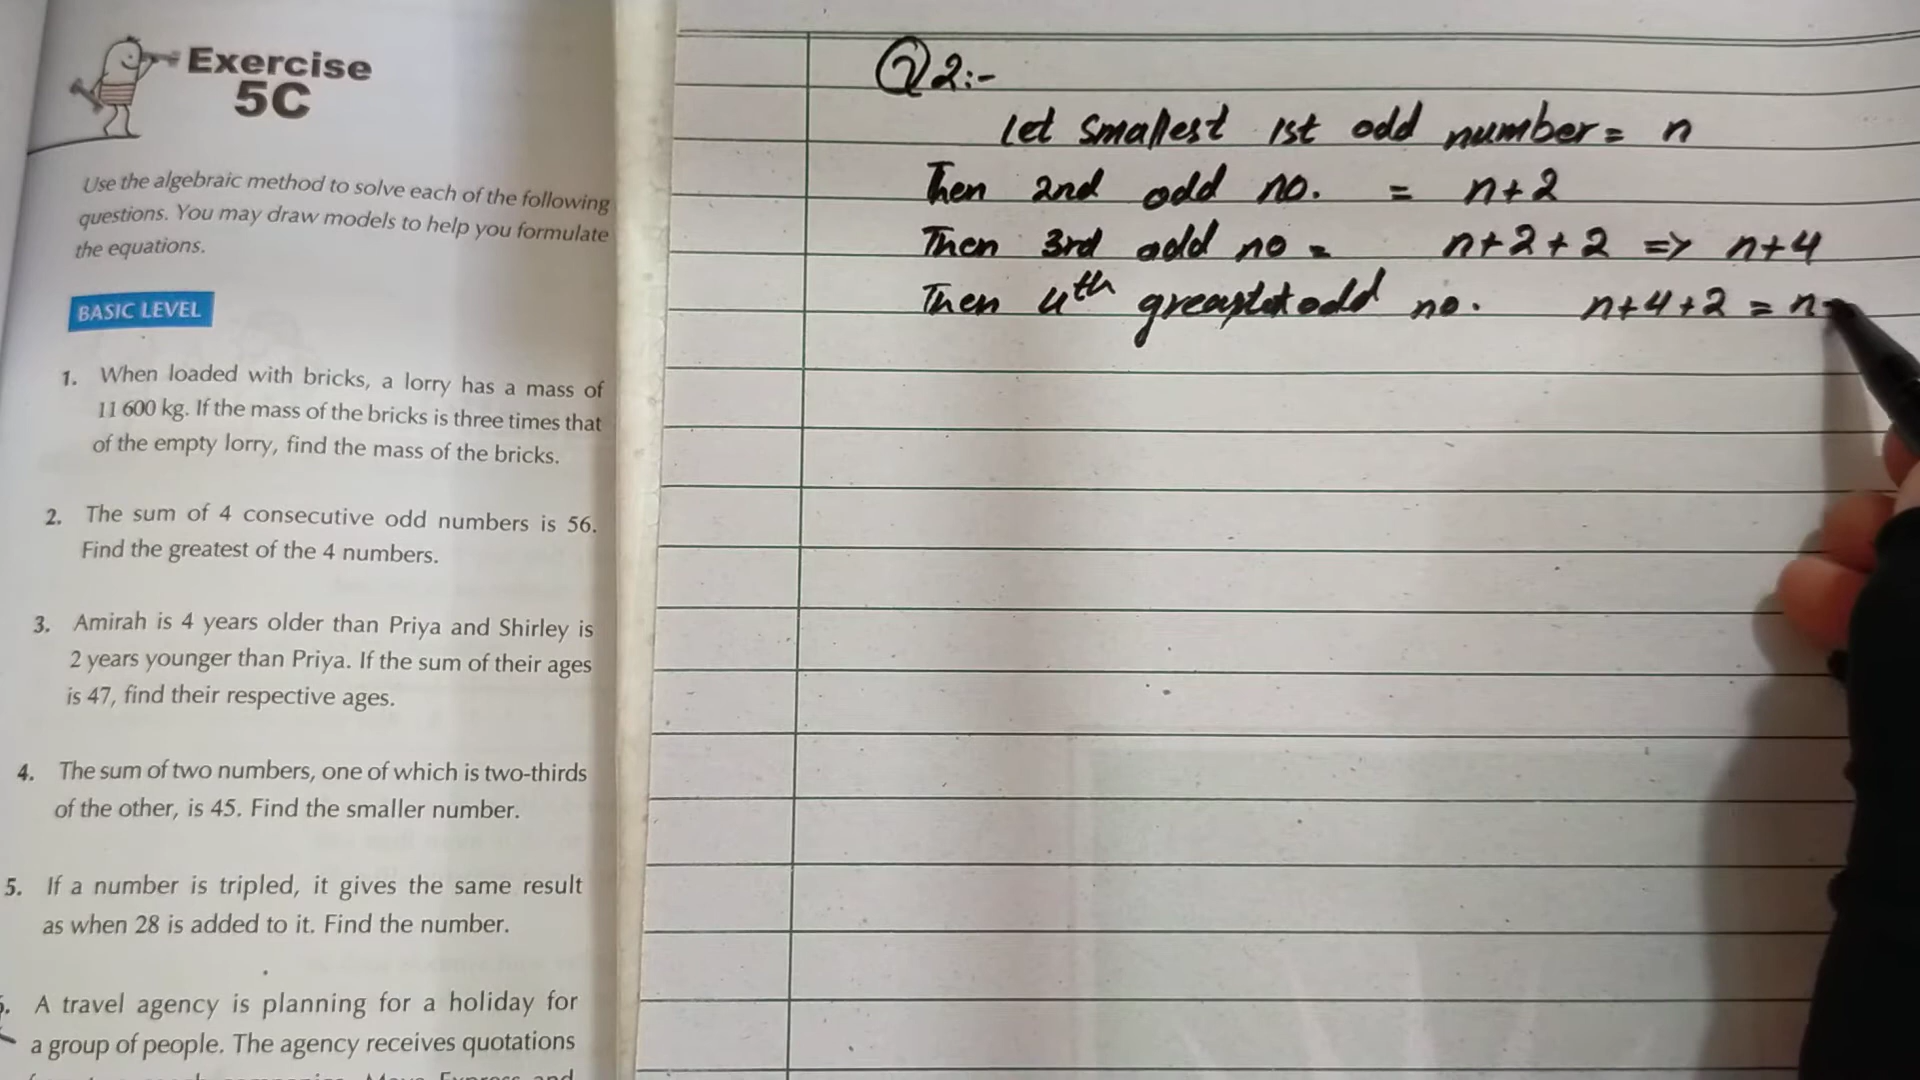 Exercise
5C
Use the algebraic method to solve each of the following
questions. You may draw models to help you formulate
the equations.
BASIC LEVEL
1. When loaded with bricks, a lorry has a mass of
11 600 kg. If the mass of the bricks is three times that
of the empty lorry, find the mass of the bricks.
2. The sum of 4 consecutive odd numbers is 56.
Find the greatest of the 4 numbers.
3. Amirah is 4 years older than Priya and Shirley is
2 years younger than Priya. If the sum of their ages
is 47, find their respective ages.
4. The sum of two numbers, one of which is two-thirds
of the other, is 45. Find the smaller number.
5. If a number is tripled, it gives the same result
as when 28 is added to it. Find the number.
A travel agency is planning for a holiday for
a group of people. The agency receives quotations
Q2:-
Let smallest 1st odd number = n
Then 2nd odd no. = n+2
Then 3rd odd no = n+2+2 => n+4
Then 4th odd no. n+4+2 = n